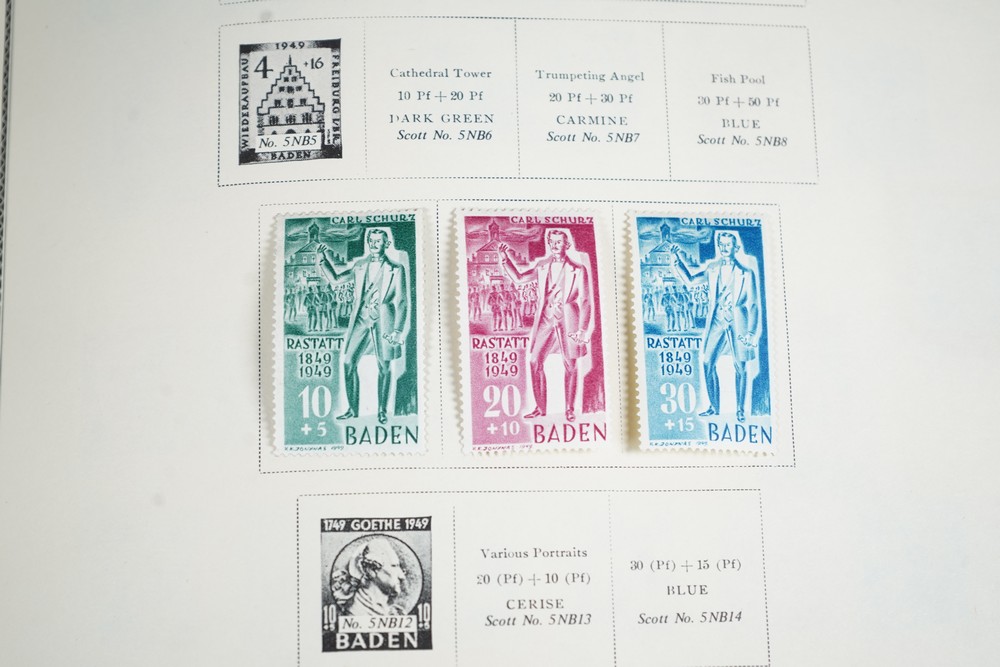 1949
4 +16
WIEDERAUFBAU
FREIBURG I/BR.
No. 5NB5
BADEN
Cathedral Tower
10 Pf + 20 Pf
DARK GREEN
Scott No. 5NB6
Trumpeting Angel
20 Pf + 30 Pf
CARMINE
Scott No. 5NB7
Fish Pool
30 Pf + 50 Pf
BLUE
Scott No. 5NB8
CARL SCHURZ
RASTATT
1849
1949
10
+ 5
BADEN
CARL SCHURZ
RASTATT
1849
1949
20
+ 10
BADEN
CARL SCHURZ
RASTATT
1849
1949
30
+ 15
BADEN
1749 GOETHE 1949
10 10
+5 +5
No. 5NB12
BADEN
Various Portraits
20 (Pf) + 10 (Pf)
CERISE
Scott No. 5NB13
30 (Pf) + 15 (Pf)
BLUE
Scott No. 5NB14